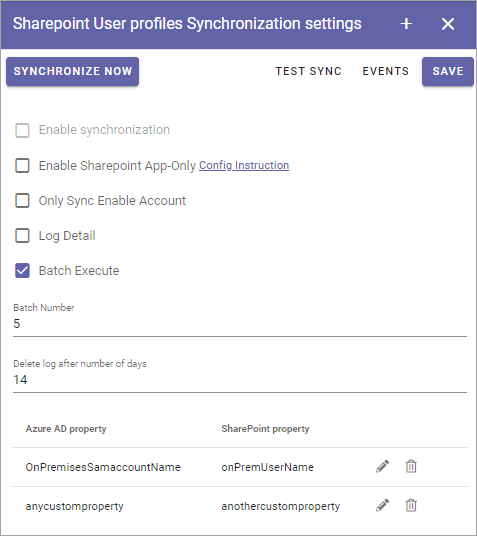 Sharepoint User profiles Synchronization settings
SYNCHRONIZE NOW TEST SYNC EVENTS SAVE
Enable synchronization
Enable Sharepoint App-Only Config Instruction
Only Sync Enable Account
Log Detail
Batch Execute
Batch Number
5
Delete log after number of days
14
Azure AD property SharePoint property
OnPremisesSamaccountName onPremUserName
anycustomproperty anothercustomproperty